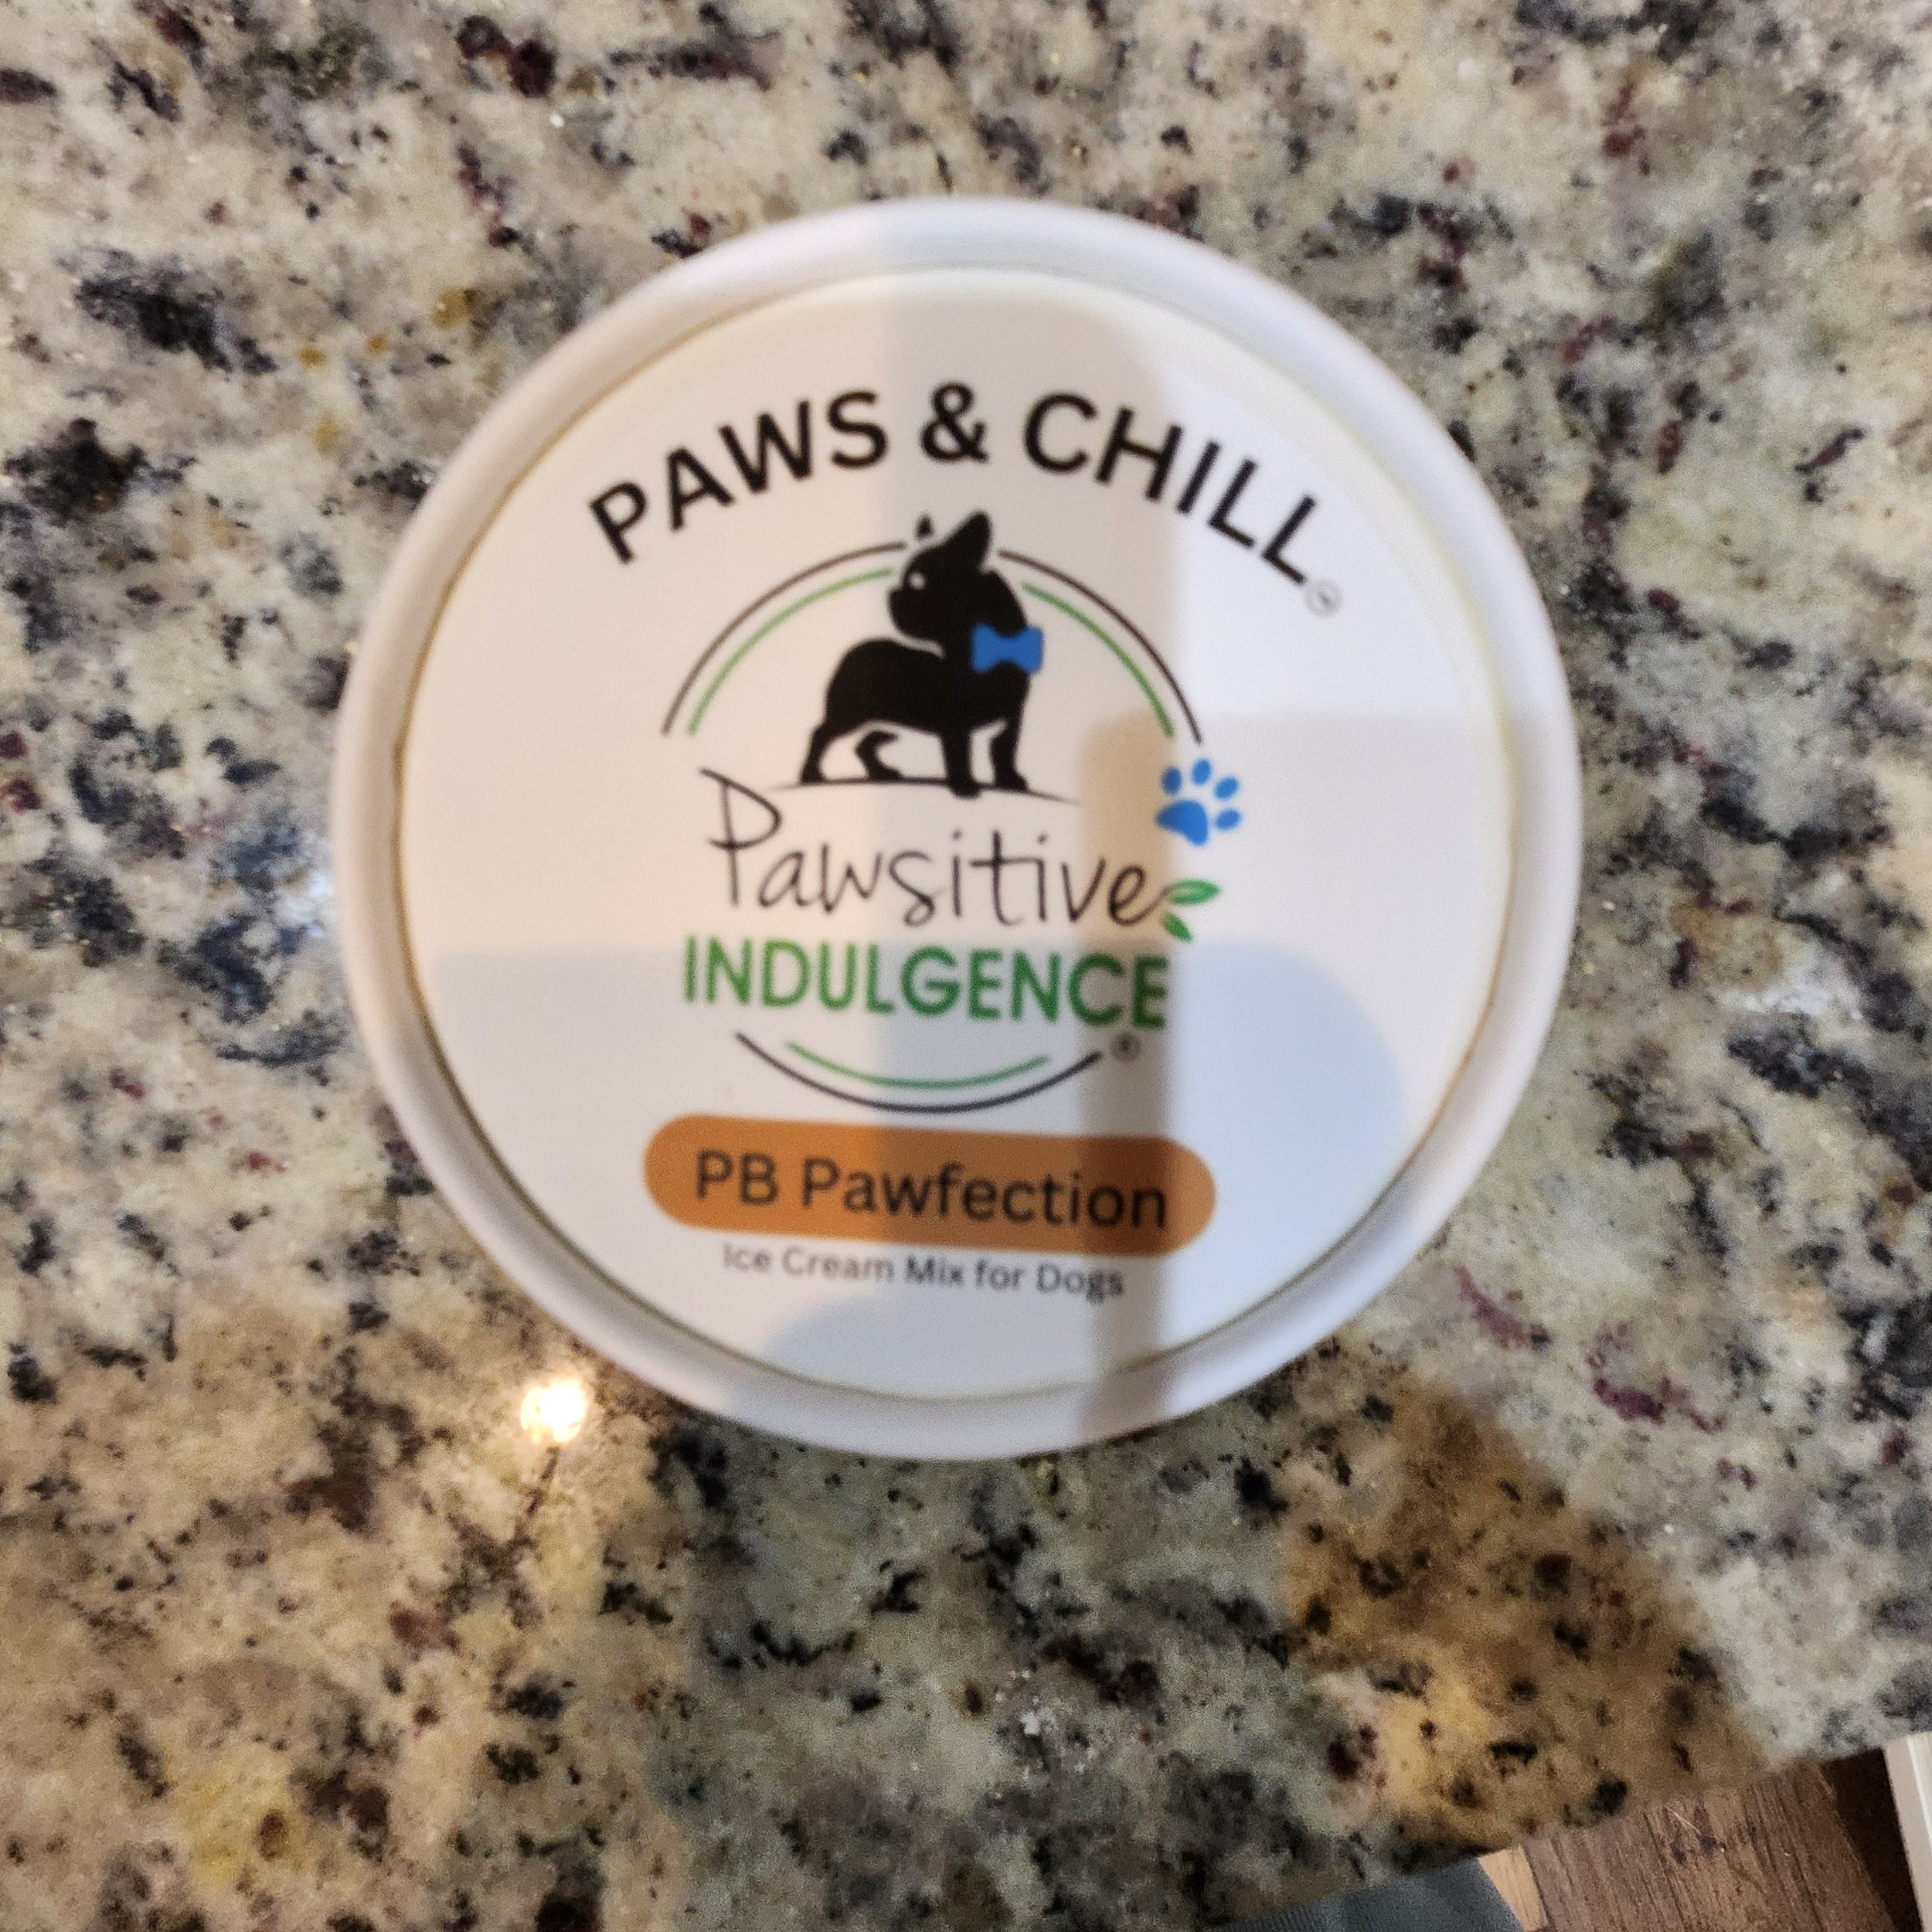 PAWS & CHILL
Pawsitive
INDULGENCE®
PB Pawfection
Ice Cream Mix for Dogs